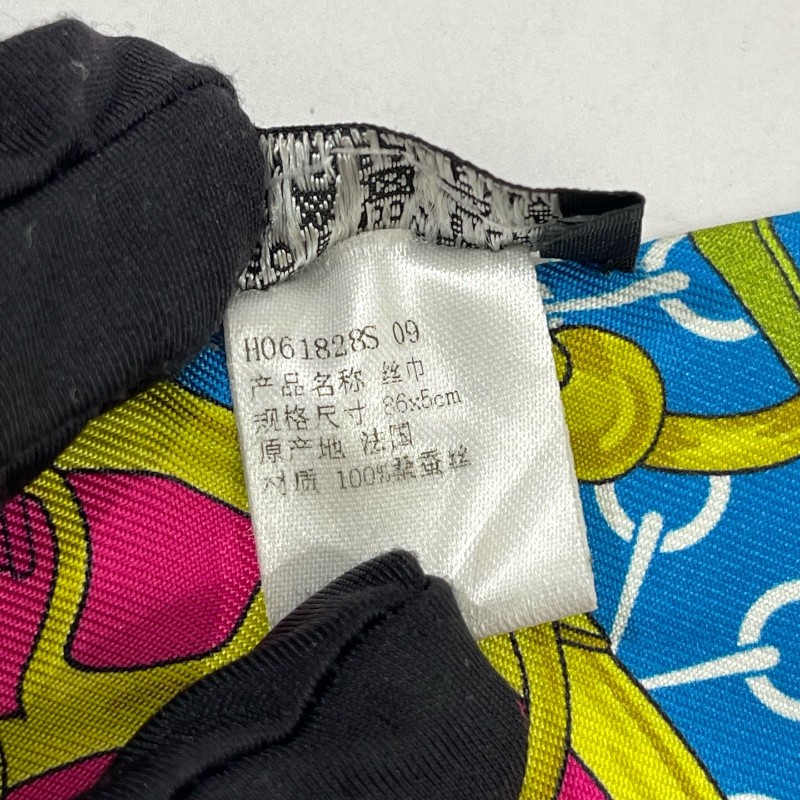 H061828S 09
产品名称 丝巾
规格尺寸 86x5cm
原产地 法国
材质 100%桑蚕丝